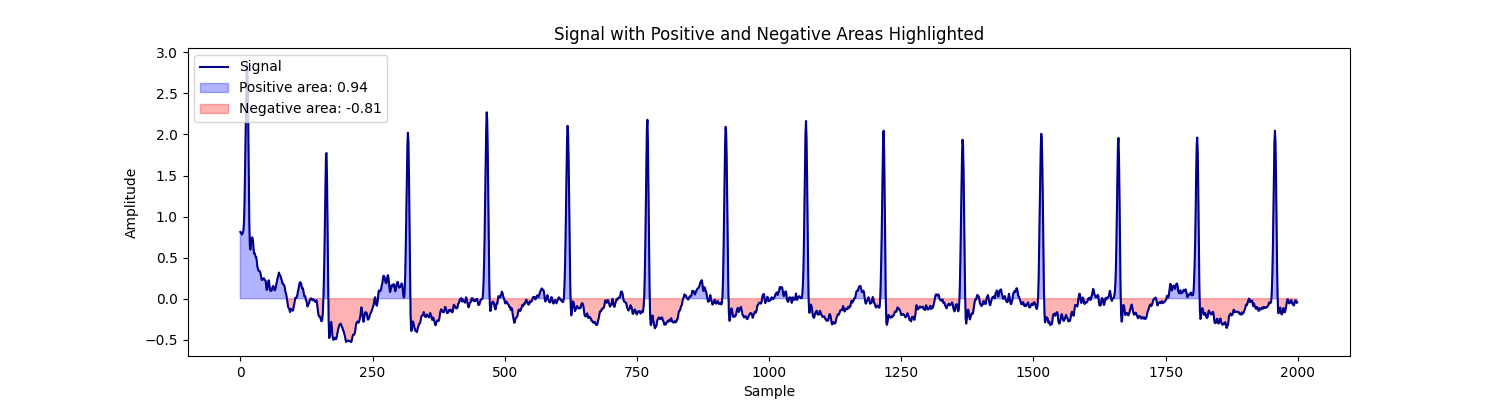 Signal with Positive and Negative Areas Highlighted
3.0
2.5
2.0
1.5
1.0
0.5
0.0
−0.5
Amplitude
Signal
Positive area: 0.94
Negative area: -0.81
0 250 500 750 1000 1250 1500 1750 2000
Sample